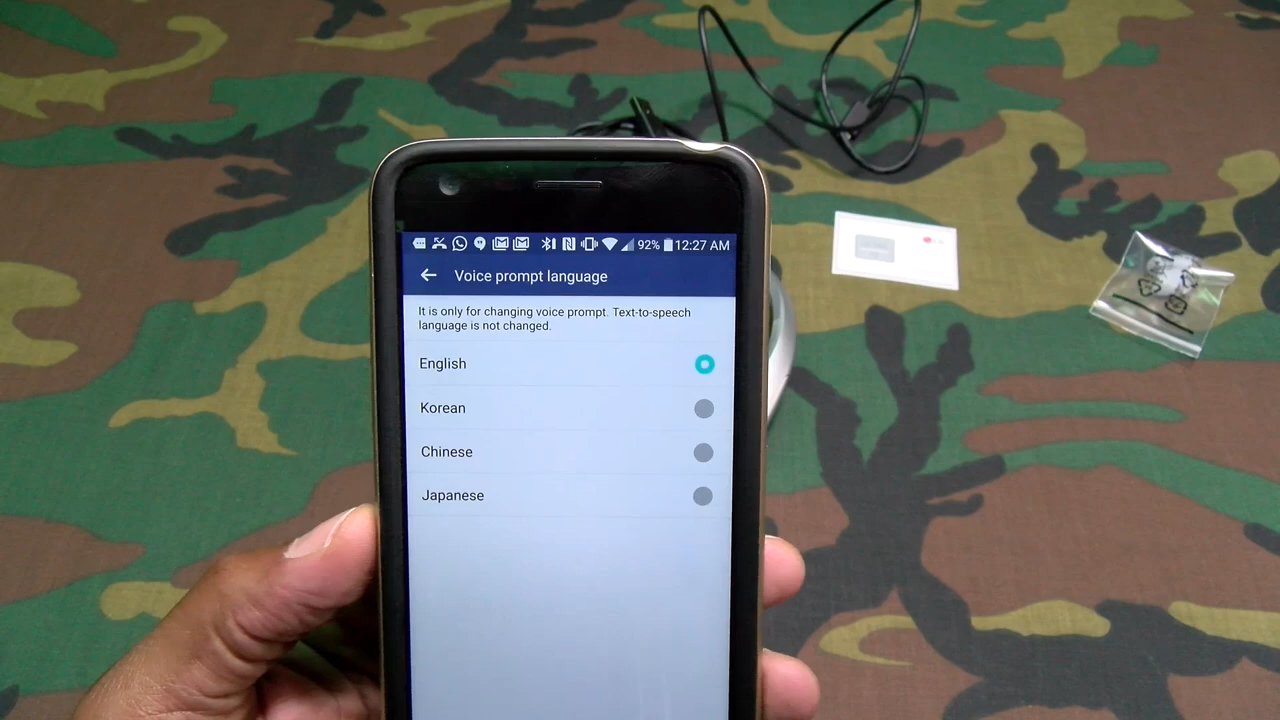 92% 12:27 AM
Voice prompt language
It is only for changing voice prompt. Text-to-speech
language is not changed.
English
Korean
Chinese
Japanese